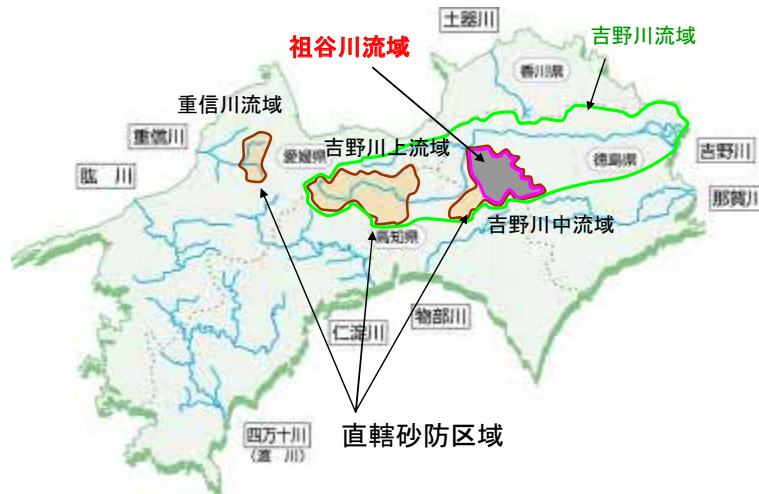 土器川
吉野川流域
祖谷川流域
香川県
重信川流域
重信川
愛媛県
吉野川上流域
徳島県
吉野川
肱 川
那賀川
吉野川中流域
高知県
物部川
仁淀川
直轄砂防区域
四万十川
(渡 川)